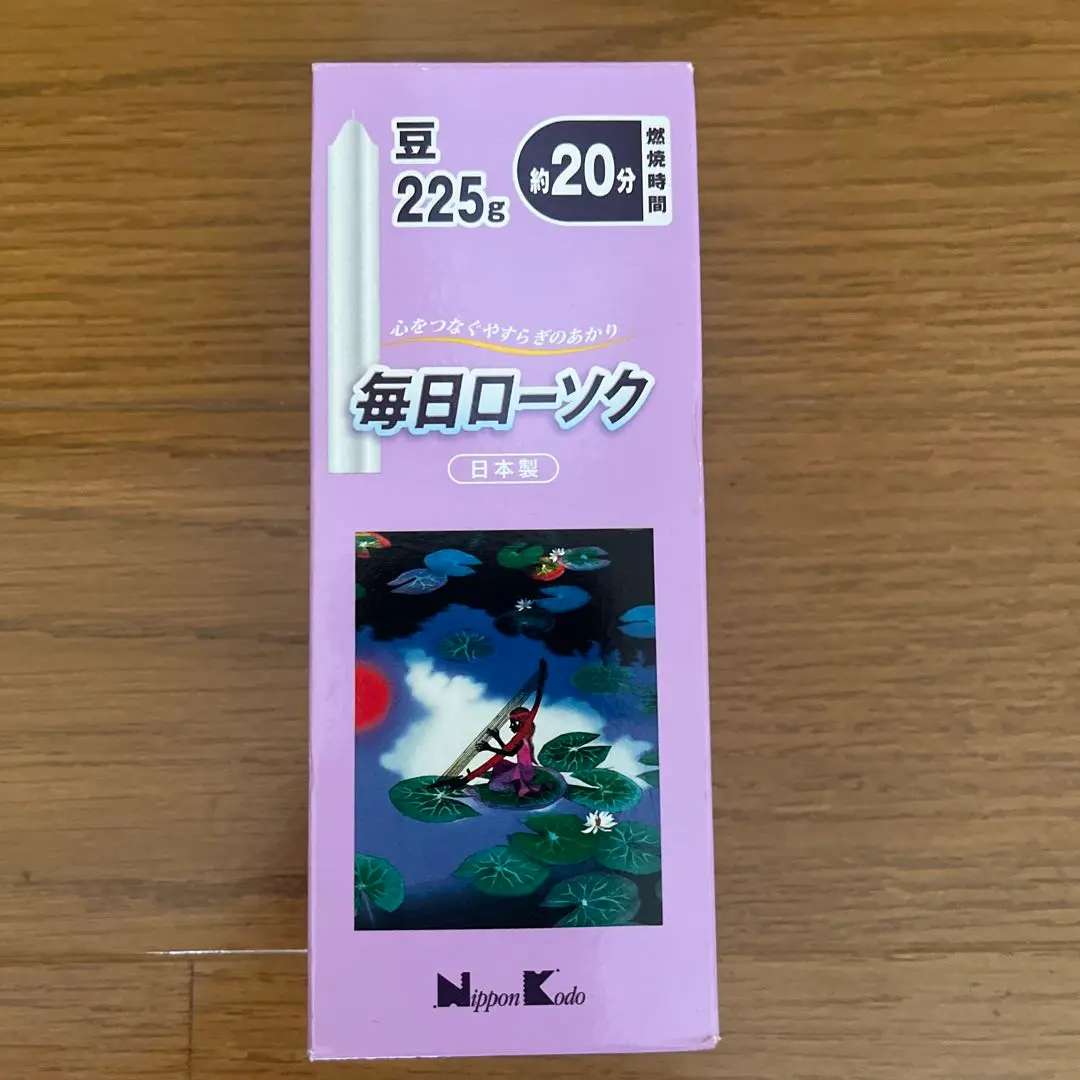 豆
225g
約20分
燃焼時間
心をつなぐやすらぎのあかり
毎日ローソク
日本製
Nippon Kodo